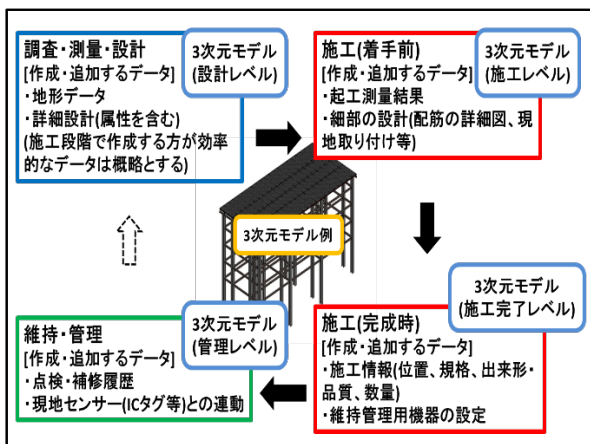 調査・測量・設計
[作成・追加するデータ]
・地形データ
・詳細設計(属性を含む)
(施工段階で作成する方が効率
的なデータは概略とする)
3次元モデル
(設計レベル)
施工(着手前)
[作成・追加するデータ]
・起工測量結果
・細部の設計(配筋の詳細図、現
地取り付け等)
3次元モデル
(施工レベル)
3次元モデル例
維持・管理
[作成・追加するデータ]
・点検・補修履歴
・現地センサー(ICタグ等)との連動
3次元モデル
(管理レベル)
施工(完成時)
[作成・追加するデータ]
・施工情報(位置、規格、出来形・
品質、数量)
・維持管理用機器の設定
3次元モデル
(施工完了レベル)